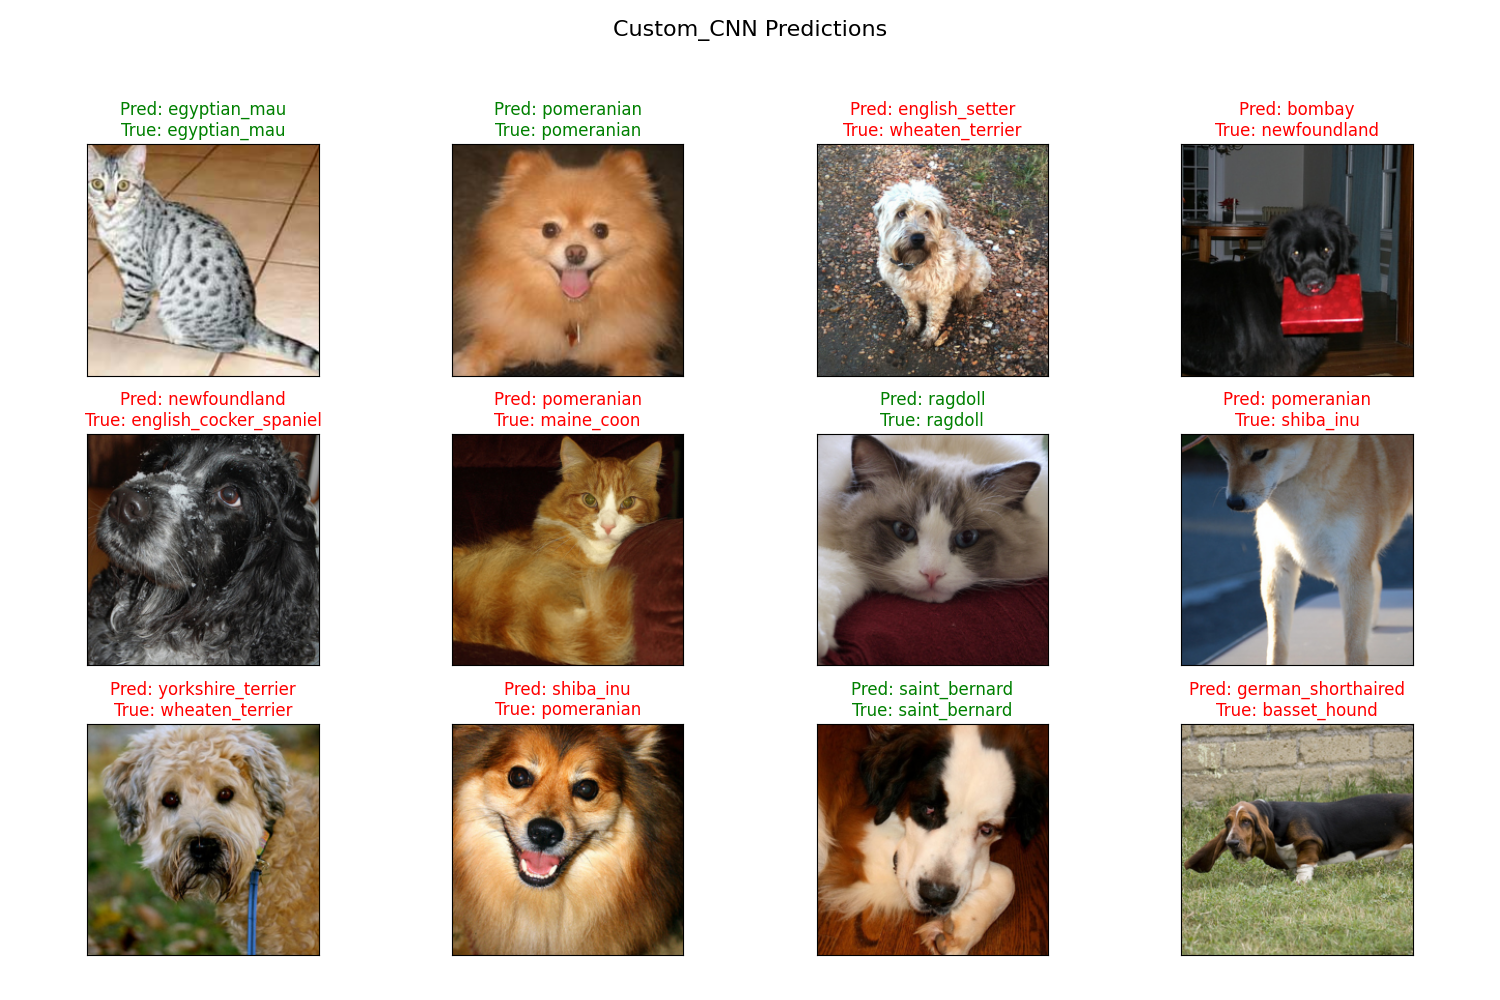 Custom_CNN Predictions
Pred: egyptian_mau
True: egyptian_mau
Pred: pomeranian
True: pomeranian
Pred: english_setter
True: wheaten_terrier
Pred: bombay
True: newfoundland
Pred: newfoundland
True: english_cocker_spaniel
Pred: pomeranian
True: maine_coon
Pred: ragdoll
True: ragdoll
Pred: pomeranian
True: shiba_inu
Pred: yorkshire_terrier
True: wheaten_terrier
Pred: shiba_inu
True: pomeranian
Pred: saint_bernard
True: saint_bernard
Pred: german_shorthaired
True: basset_hound